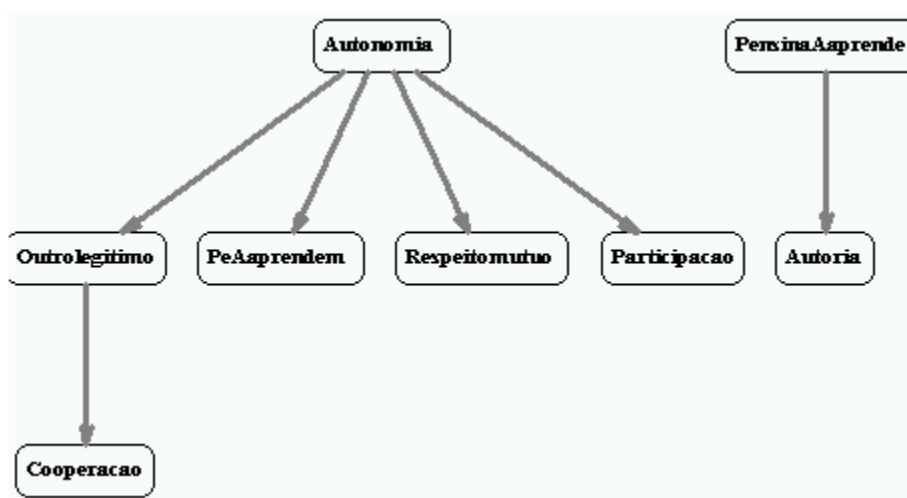 Autonomia
PensinaAaprende
Outrolegitimo
PeAaprendem
Respeitomutuo
Participacao
Autoria
Cooperacao